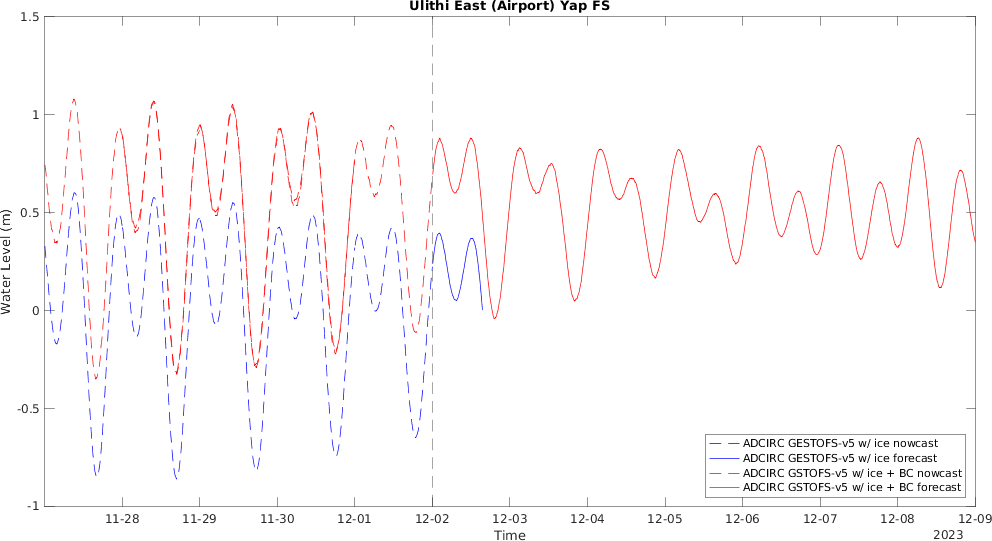 Ulithi East (Airport) Yap FS
1.5
1
0.5
0
-0.5
-1
Water Level (m)
ADCIRC GESTOFS-v5 w/ ice nowcast
ADCIRC GESTOFS-v5 w/ ice forecast
ADCIRC GSTOFS-v5 w/ ice + BC nowcast
ADCIRC GSTOFS-v5 w/ ice + BC forecast
11-28 11-29 11-30 12-01 12-02 12-03 12-04 12-05 12-06 12-07 12-08 12-09
Time
2023